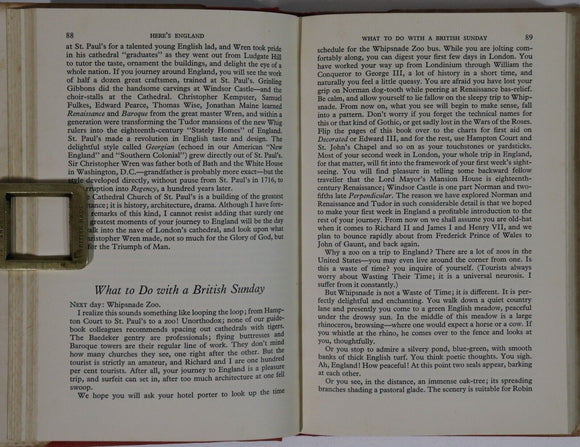 88
HERE'S ENGLAND
at St. Paul's for a talented young English lad, and Wren took pride
in his cathedral "graduates" as they went out from Ludgate Hill
to tutor the taste, ornament the buildings, and delight the eye of a
whole nation. If you journey around England, you will see the work
of half a dozen great craftsmen, trained at St. Paul's. Grinling
Gibbons did the handsome carvings at Windsor Castle—and the
choir-stalls at the Cathedral. Christopher Kempster, Samuel
Fulkes, Edward Pearce, Thomas Wise, Jonathan Maine learned
Renaissance and Baroque from the great master Wren, and within a
generation were transforming the Tudor mansions of the new Whig
rulers into the eighteenth-century "Stately Homes" of England.
St. Paul's made a revolution in English taste and design. The
delightful style called Georgian (echoed in our American "New
England" and "Southern Colonial") grew directly out of St. Paul's.
Sir Christopher Wren was father both of Bath and the White House
in Washington, D.C.—grandfather is probably more exact—but the
style developed directly, without pause from St. Paul's in 1716, to
ruption into Regency, a hundred years later.
Cathedral Church of St. Paul's is a building of the greatest
tance; it is history, architecture, drama. Although I have
remarks of this kind, I cannot resist adding that surely one
greatest moments of your journey to England will be the day
alk into the nave of London's cathedral, and look upon what
hristopher Wren made, not so much for the Glory of God, but
for the Triumph of Man.
What to Do with a British Sunday
NEXT day: Whipsnade Zoo.
I realize this sounds something like looping the loop; from Hampton
Court to St. Paul's to a zoo! Unorthodox; none of our guide-
book colleagues recommends spacing out cathedrals with tigers.
The Baedeker gentry are professionals; flying buttresses and
Baroque towers are their regular line of work. They don't mind
how many churches they see, one right after the other. But the
tourist is strictly an amateur, and Richard and I are one hundred
per cent tourists. After all, your journey to England is a pleasure
trip, and surfeit can set in, after too much architecture at one fell
swoop.
We hope you will ask your hotel porter to look up the time
WHAT TO DO WITH A BRITISH SUNDAY
89
schedule for the Whipsnade Zoo bus. While you are jolting com-
fortably along, you can digest your first few days in London. You
have worked your way up from Londinium through William the
Conqueror to George III, a lot of history in a short time, and
naturally you feel a little queasy. You are afraid you have lost your
grip on Norman dog-tooth while peering at Renaissance bas-relief.
Be calm, and allow yourself to lie fallow on the sleepy trip to Whip-
snade. From now on, what you see will begin to make sense, fall
into a pattern. Don't worry if you forget the technical names for
this or that kind of Gothic, or get sadly lost in the Wars of the Roses.
Flip the pages of this book over to the charts for first aid on
Decorated or Edward III, and for the rest, use Hampton Court and
St. John's Chapel and so on as your touchstones or yardsticks.
Most of your second week in London, your whole trip in England,
for that matter, will fit into the framework of your first week's sight-
seeing. You will find pleasure in telling some backward fellow
traveller that the Lord Mayor's Mansion House is eighteenth-
century Renaissance; Windsor Castle is one part Norman and two-
fifths late Perpendicular. The reason we have explored Norman and
Renaissance and Tudor in such considerable detail is that we hoped to
make your first week in England a profitable introduction to the
rest of your journey. From now on we shall assume you are old-hat
when it comes to Richard II and James I and Henry VII, and we
plan to bounce rapidly about from Frederick Prince of Wales to
John of Gaunt, and back again.
Why a zoo on a trip to England? There are a lot of zoos in the
United States—you may even live around the corner from one. Is
this a waste of time? you inquire of yourself. (Tourists always
worry about Wasting Their Time; it is a universal neurosis. I
suffer from it constantly.)
But Whipsnade is not a Waste of Time; it is different. It is per-
fectly delightful and enchanting. You walk down a quiet country
lane and presently you come to a green English meadow, peaceful
under the drowsy sun. In the middle of this meadow is a large
rhinoceros, browsing—where one would expect a horse or a cow. If
you whistle at the rhino, he comes over to the fence and looks at
you, thoughtfully.
Or you stop to admire a silvery pond, blue-green, with smooth
banks of thick English turf. You think poetic thoughts. You sigh.
Ah, England! How peaceful! At this point two seals appear, barking
at each other.
Or you see, in the distance, an immense oak-tree; its spreading
branches shading a pastoral glade. The scenery is suitable for Robin